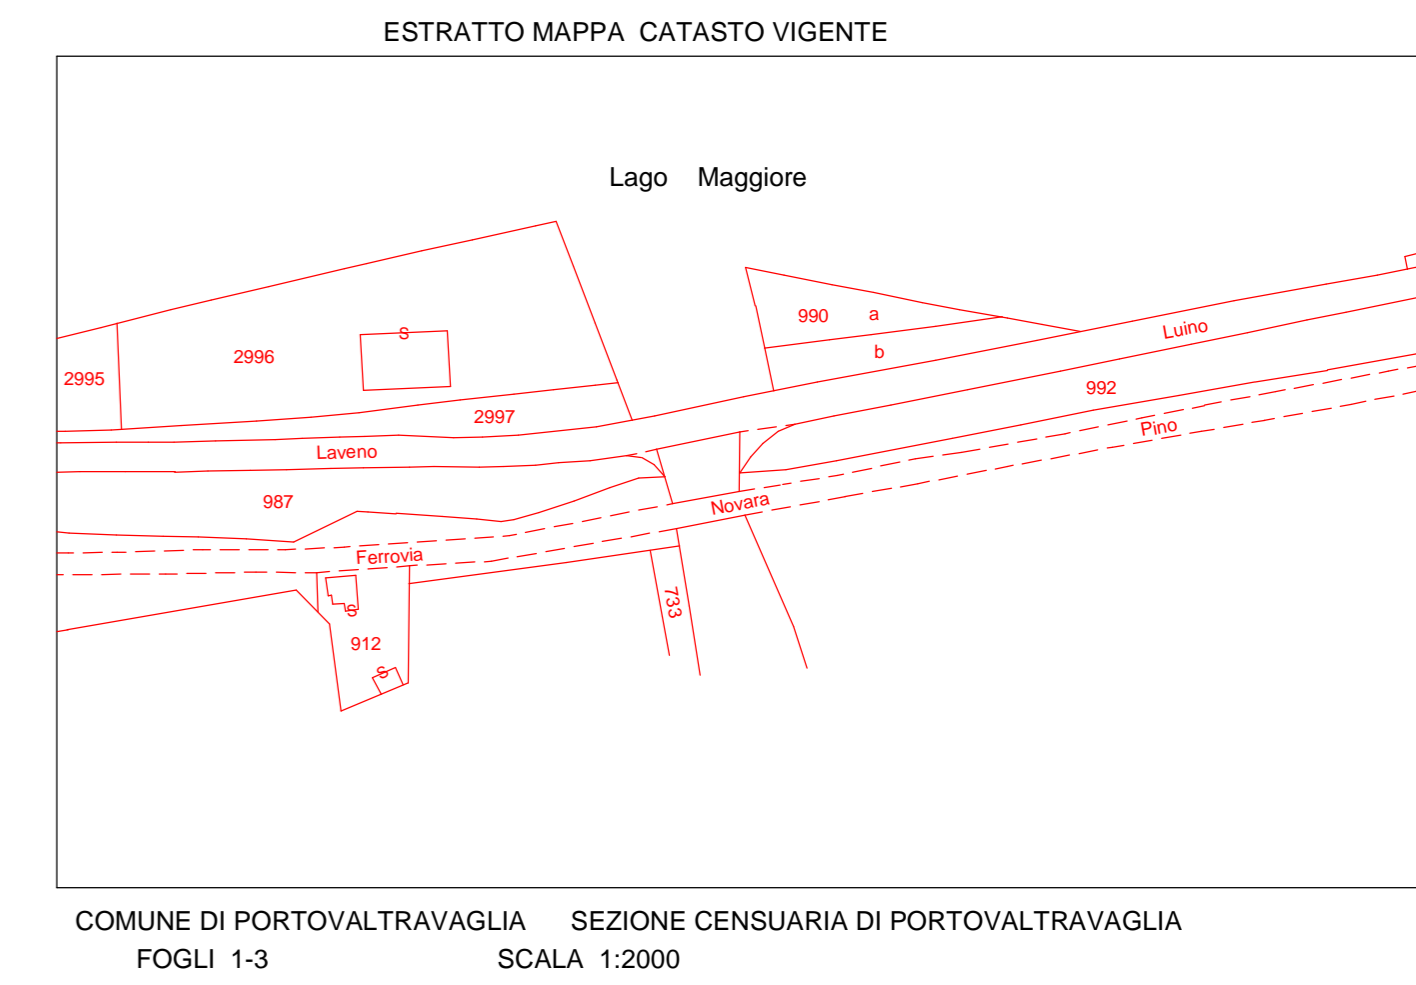 ESTRATTO MAPPA CATASTO VIGENTE
Lago Maggiore
990 a
b
Luino
S
2996
2995
992
2997
Pino
Laveno
987
Novara
Ferrovia
733
S
912
S
COMUNE DI PORTOVALTRAVAGLIA SEZIONE CENSUARIA DI PORTOVALTRAVAGLIA
FOGLI 1-3 SCALA 1:2000